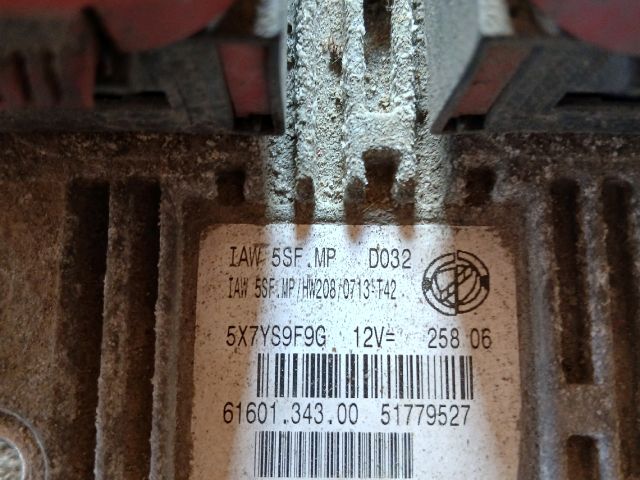 IAW 5SF.MP D032
IAW 5SF.MP/HW208/0713-T42
5X7YS9F9G 12V= 258 06
61601.343.00 51779527